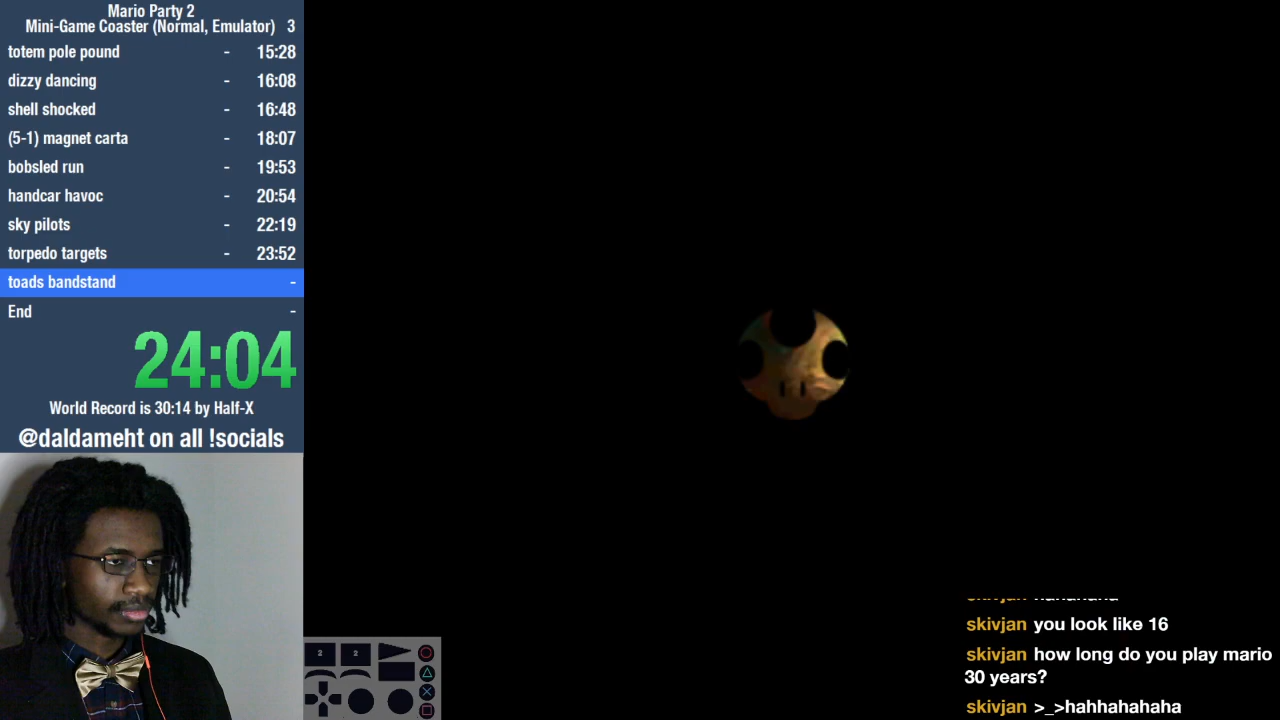 Mario Party 2
Mini-Game Coaster (Normal, Emulator) 3
totem pole pound - 15:28
dizzy dancing - 16:08
shell shocked - 16:48
(5-1) magnet carta - 18:07
bobsled run - 19:53
handcar havoc - 20:54
sky pilots - 22:19
torpedo targets - 23:52
toads bandstand -
End -
24:04
World Record is 30:14 by Half-X
@daldameht on all !socials
2 2
skivjan you look like 16
skivjan how long do you play mario
30 years?
skivjan >_>hahhahahaha